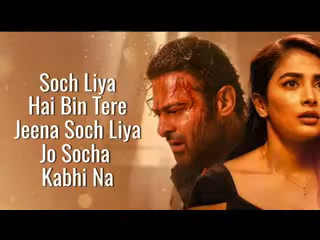 Soch Liya
Hai Bin Tere
Jeena Soch Liya
Jo Socha
Kabhi Na